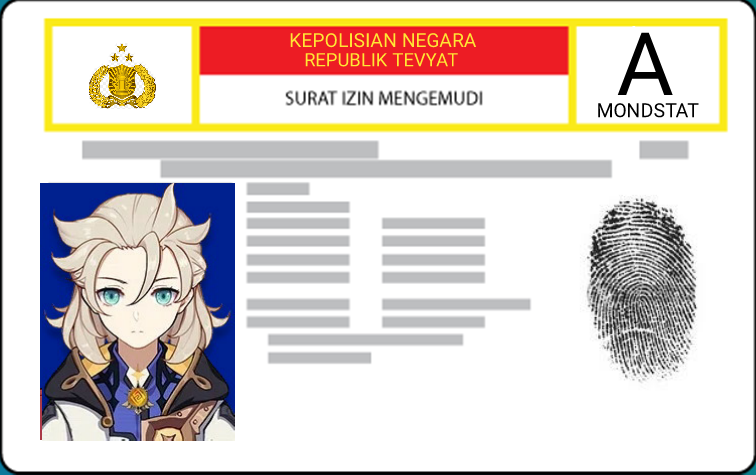 KEPOLISIAN NEGARA
REPUBLIK TEVYAT
SURAT IZIN MENGEMUDI
A
MONDSTAT